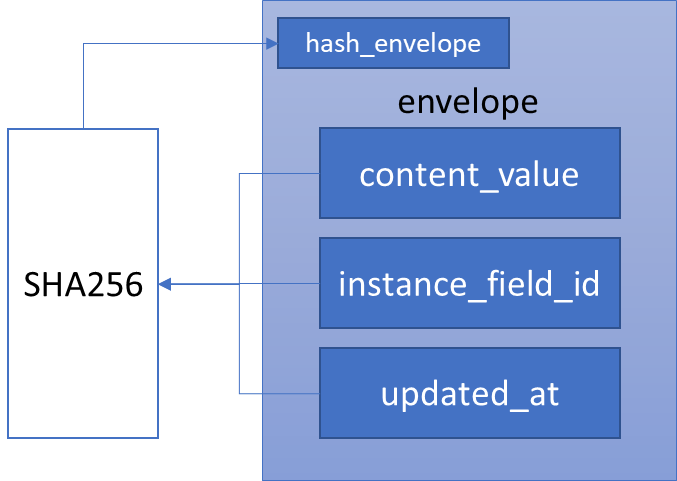 hash_envelope
envelope
content_value
SHA256
instance_field_id
updated_at